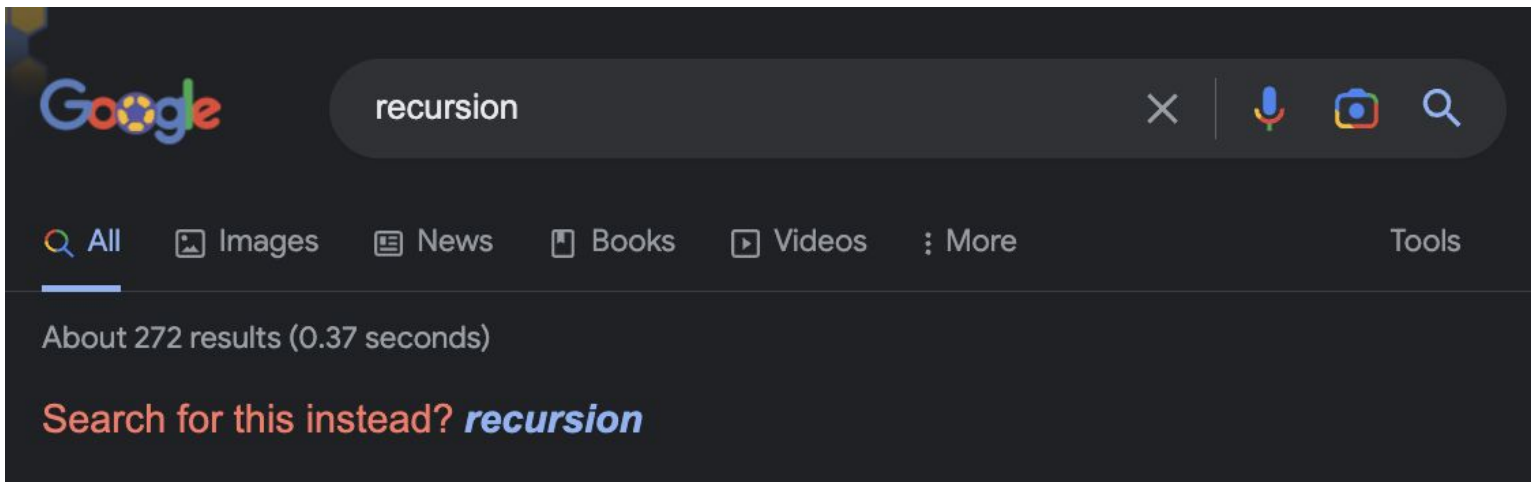 Google recursion
All Images News Books Videos More Tools
About 272 results (0.37 seconds)
Search for this instead? recursion